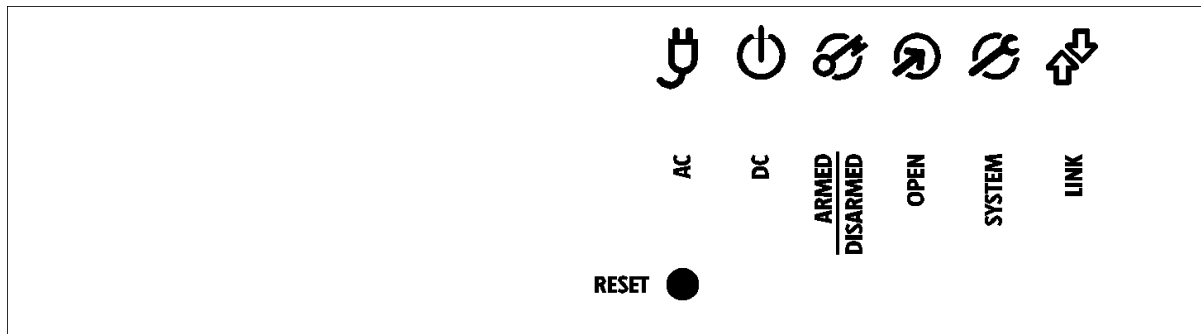 AC
DC
ARMED
DISARMED
OPEN
SYSTEM
LINK
RESET